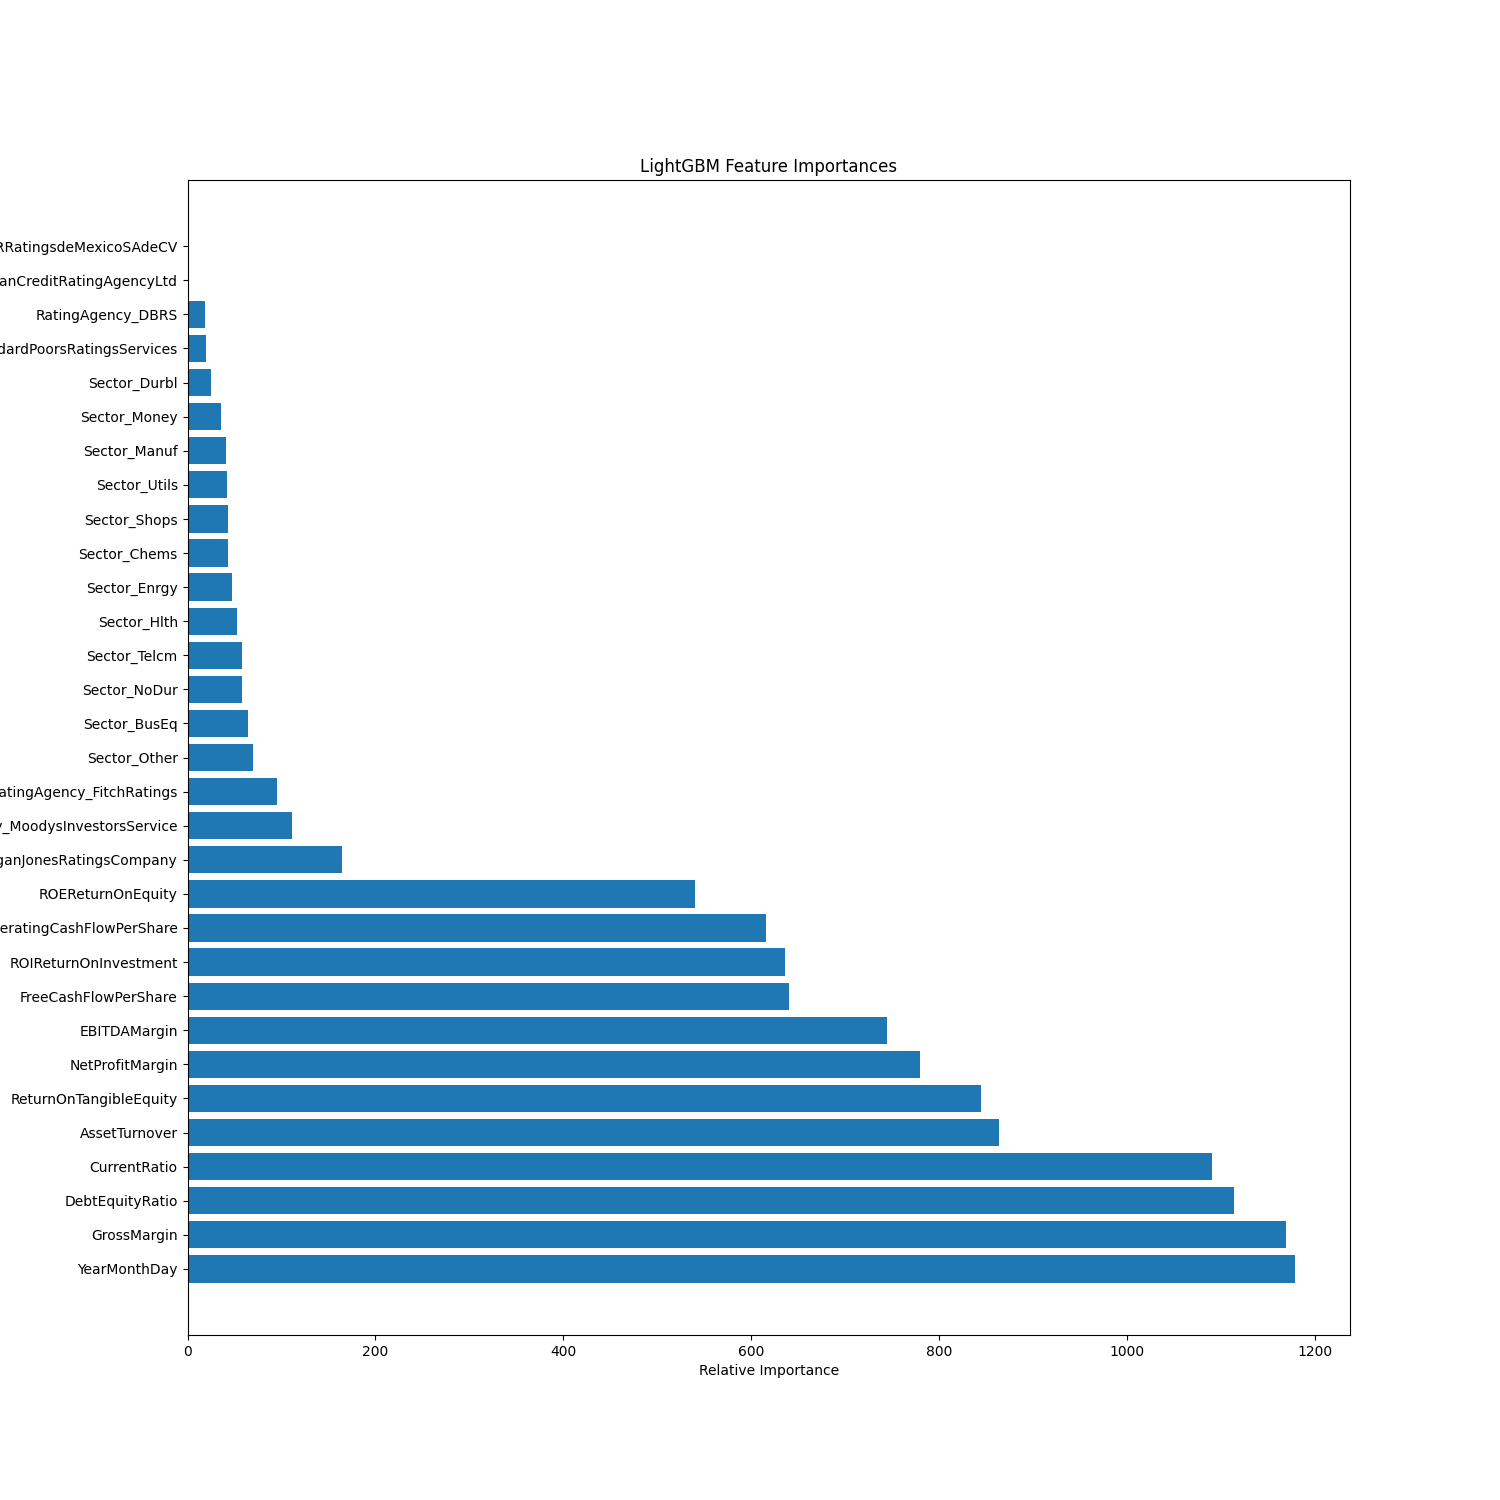 LightGBM Feature Importances
RRatingsdeMexicoSAdeCV
anCreditRatingAgencyLtd
RatingAgency_DBRS
dardPoorsRatingsServices
Sector_Durbl
Sector_Money
Sector_Manuf
Sector_Utils
Sector_Shops
Sector_Chems
Sector_Enrgy
Sector_Hlth
Sector_Telcm
Sector_NoDur
Sector_BusEq
Sector_Other
atingAgency_FitchRatings
y_MoodysInvestorsService
ganJonesRatingsCompany
ROEReturnOnEquity
eratingCashFlowPerShare
ROIReturnOnInvestment
FreeCashFlowPerShare
EBITDAMargin
NetProfitMargin
ReturnOnTangibleEquity
AssetTurnover
CurrentRatio
DebtEquityRatio
GrossMargin
YearMonthDay
0 200 400 600 800 1000 1200
Relative Importance